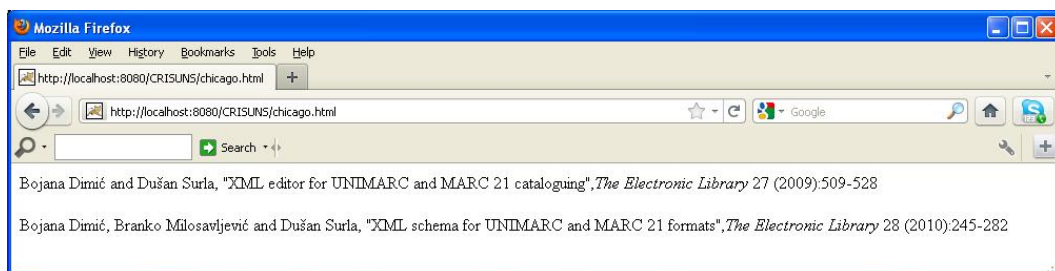 Mozilla Firefox
File Edit View History Bookmarks Tools Help
http://localhost:8080/CRISUNS/chicago.html +
http://localhost:8080/CRISUNS/chicago.html Google
Search
Bojana Dimić and Dušan Surla, "XML editor for UNIMARC and MARC 21 cataloguing",The Electronic Library 27 (2009):509-528
Bojana Dimić, Branko Milosavljević and Dušan Surla, "XML schema for UNIMARC and MARC 21 formats",The Electronic Library 28 (2010):245-282